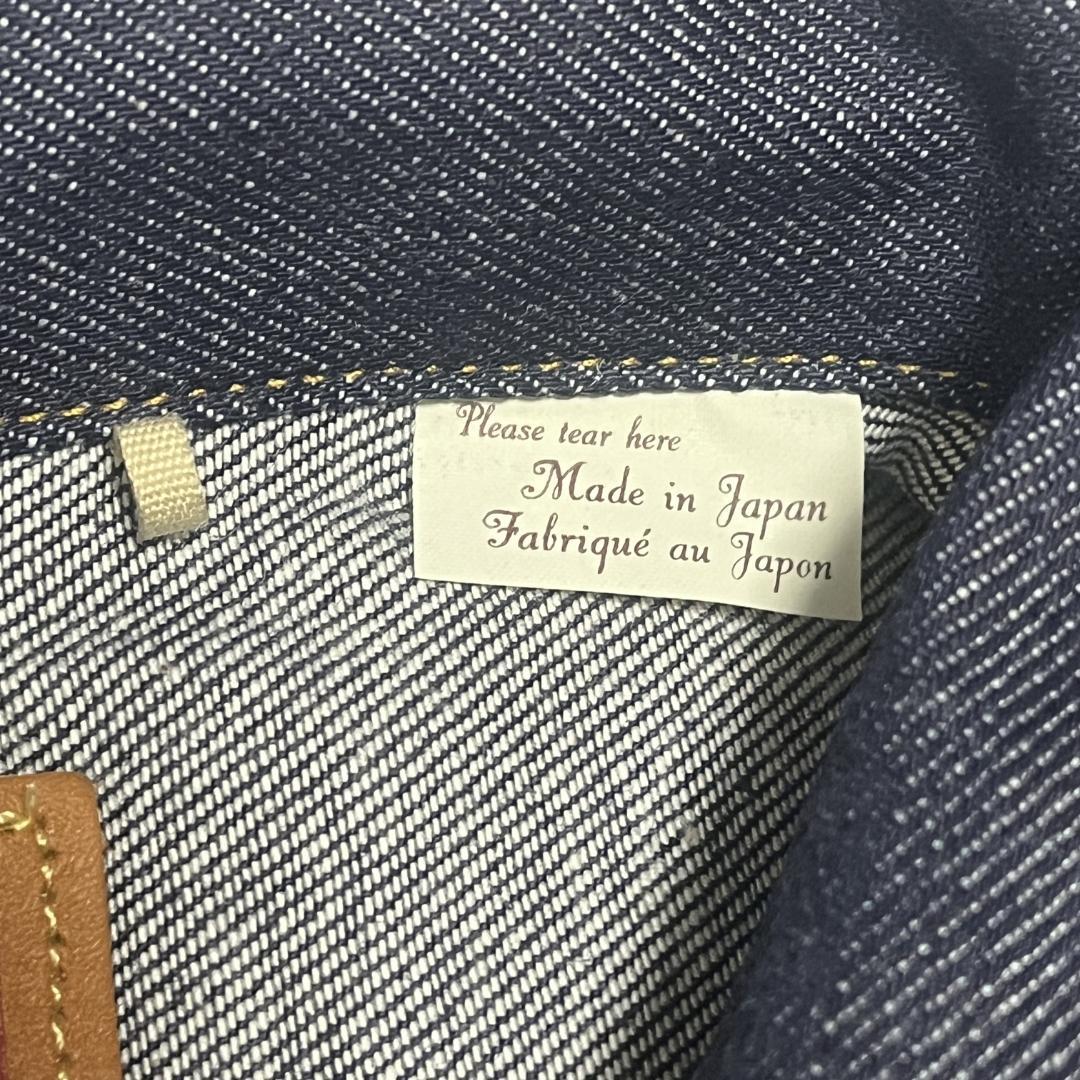 Please tear here
Made in Japan
Fabriqué au Japon